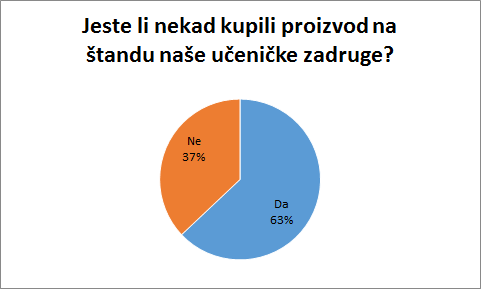 Jeste li nekad kupili proizvod na
štandu naše učeničke zadruge?
Ne
37%
Da
63%